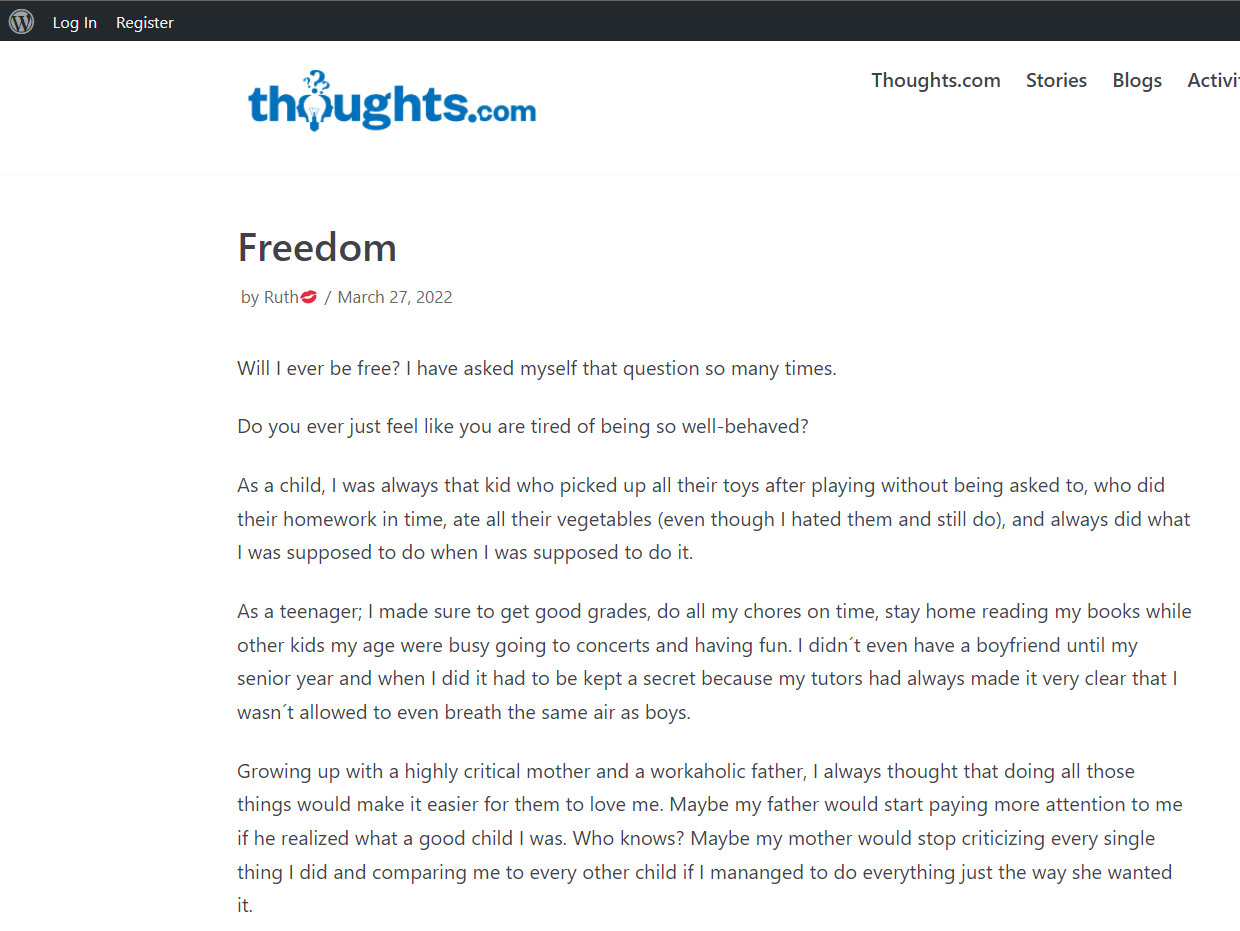 Log In Register
thoughts.com
Thoughts.com Stories Blogs Activi
Freedom
by Ruth💋 / March 27, 2022
Will I ever be free? I have asked myself that question so many times.
Do you ever just feel like you are tired of being so well-behaved?
As a child, I was always that kid who picked up all their toys after playing without being asked to, who did
their homework in time, ate all their vegetables (even though I hated them and still do), and always did what
I was supposed to do when I was supposed to do it.
As a teenager; I made sure to get good grades, do all my chores on time, stay home reading my books while
other kids my age were busy going to concerts and having fun. I didn´t even have a boyfriend until my
senior year and when I did it had to be kept a secret because my tutors had always made it very clear that I
wasn´t allowed to even breath the same air as boys.
Growing up with a highly critical mother and a workaholic father, I always thought that doing all those
things would make it easier for them to love me. Maybe my father would start paying more attention to me
if he realized what a good child I was. Who knows? Maybe my mother would stop criticizing every single
thing I did and comparing me to every other child if I mananged to do everything just the way she wanted
it.